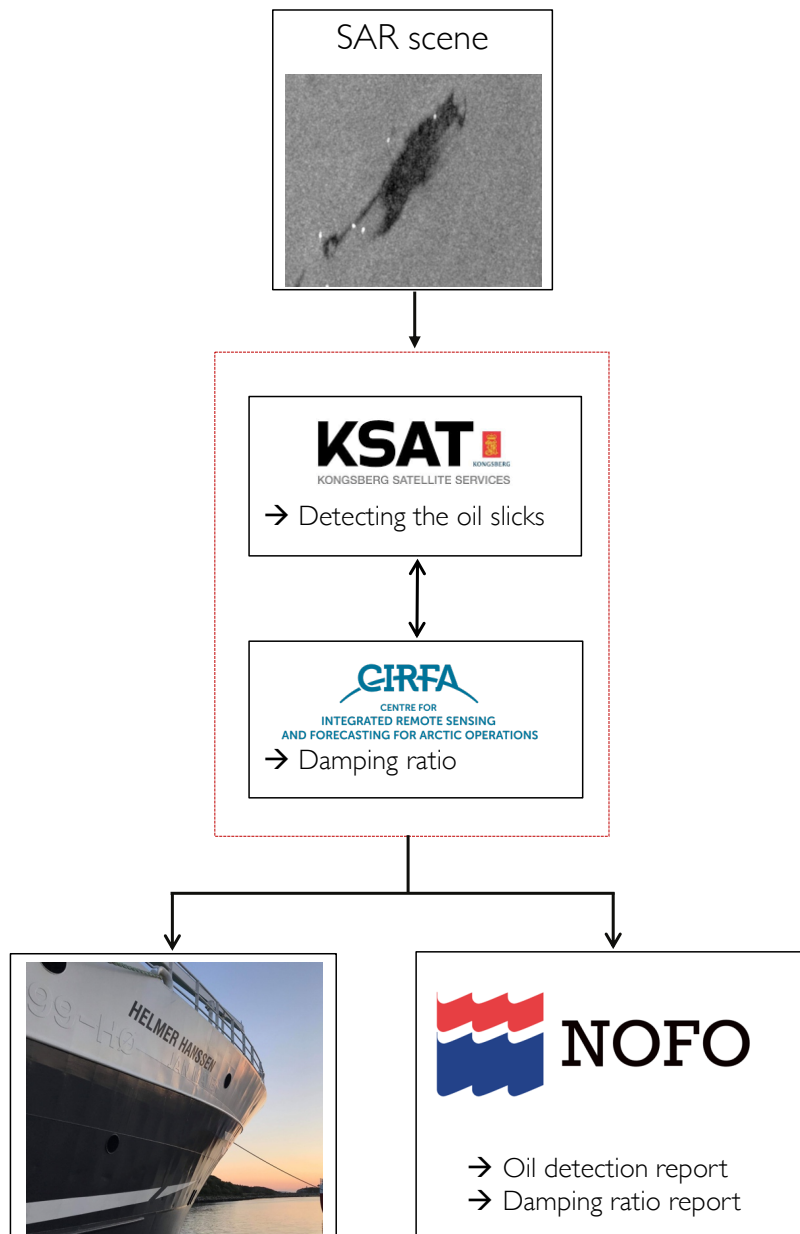 SAR scene
KSAT
KONGSBERG
KONGSBERG SATELLITE SERVICES
→ Detecting the oil slicks
CIRFA
CENTRE FOR
INTEGRATED REMOTE SENSING
AND FORECASTING FOR ARCTIC OPERATIONS
→ Damping ratio
HELMER HANSSEN
NOFO
→ Oil detection report
→ Damping ratio report